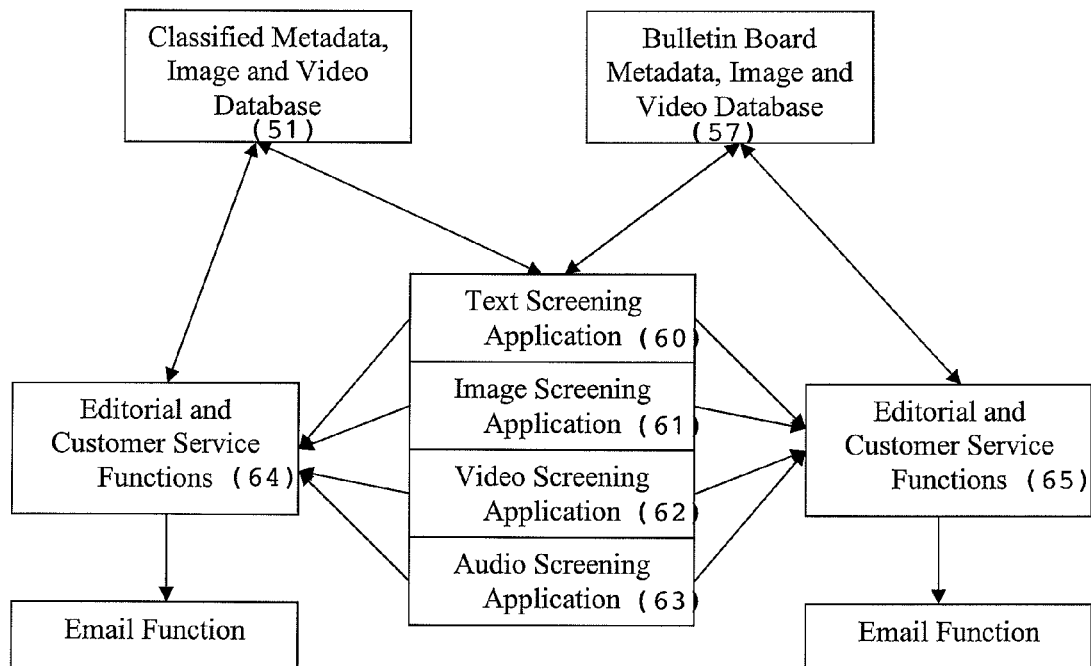 Classified Metadata,
Image and Video
Database
(51)
Bulletin Board
Metadata, Image and
Video Database
(57)
Text Screening
Application (60)
Image Screening
Application (61)
Video Screening
Application (62)
Audio Screening
Application (63)
Editorial and
Customer Service
Functions (64)
Editorial and
Customer Service
Functions (65)
Email Function
Email Function